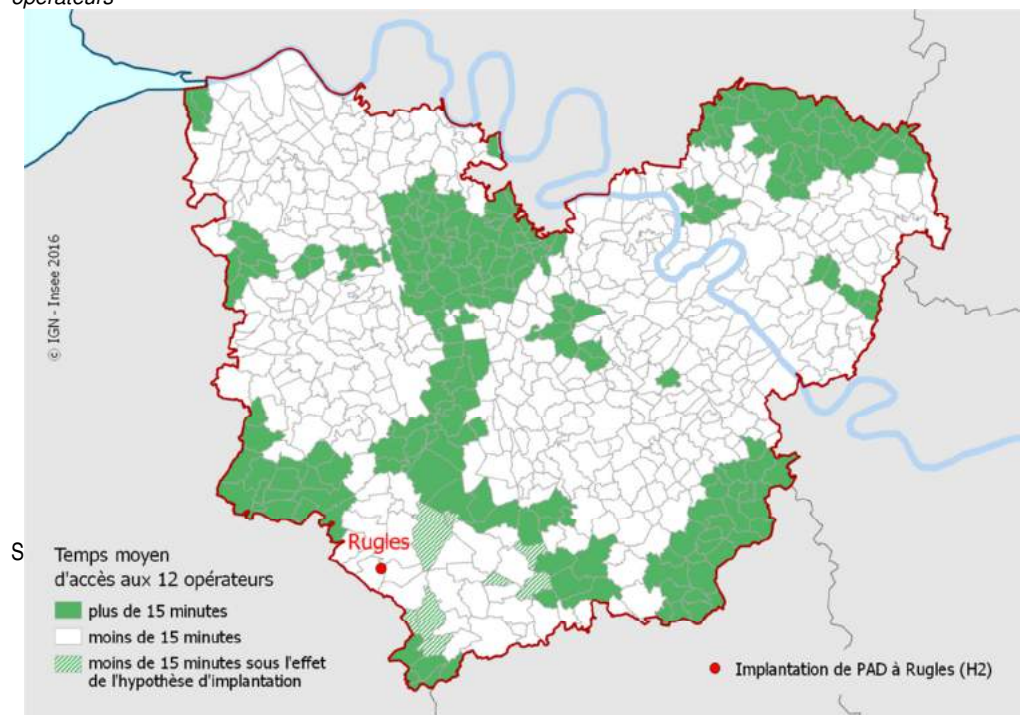 opérateurs
© IGN - Insee 2016
Rugles
S
Temps moyen
d'accès aux 12 opérateurs
plus de 15 minutes
moins de 15 minutes
moins de 15 minutes sous l'effet
de l'hypothèse d'implantation
Implantation de PAD à Rugles (H2)